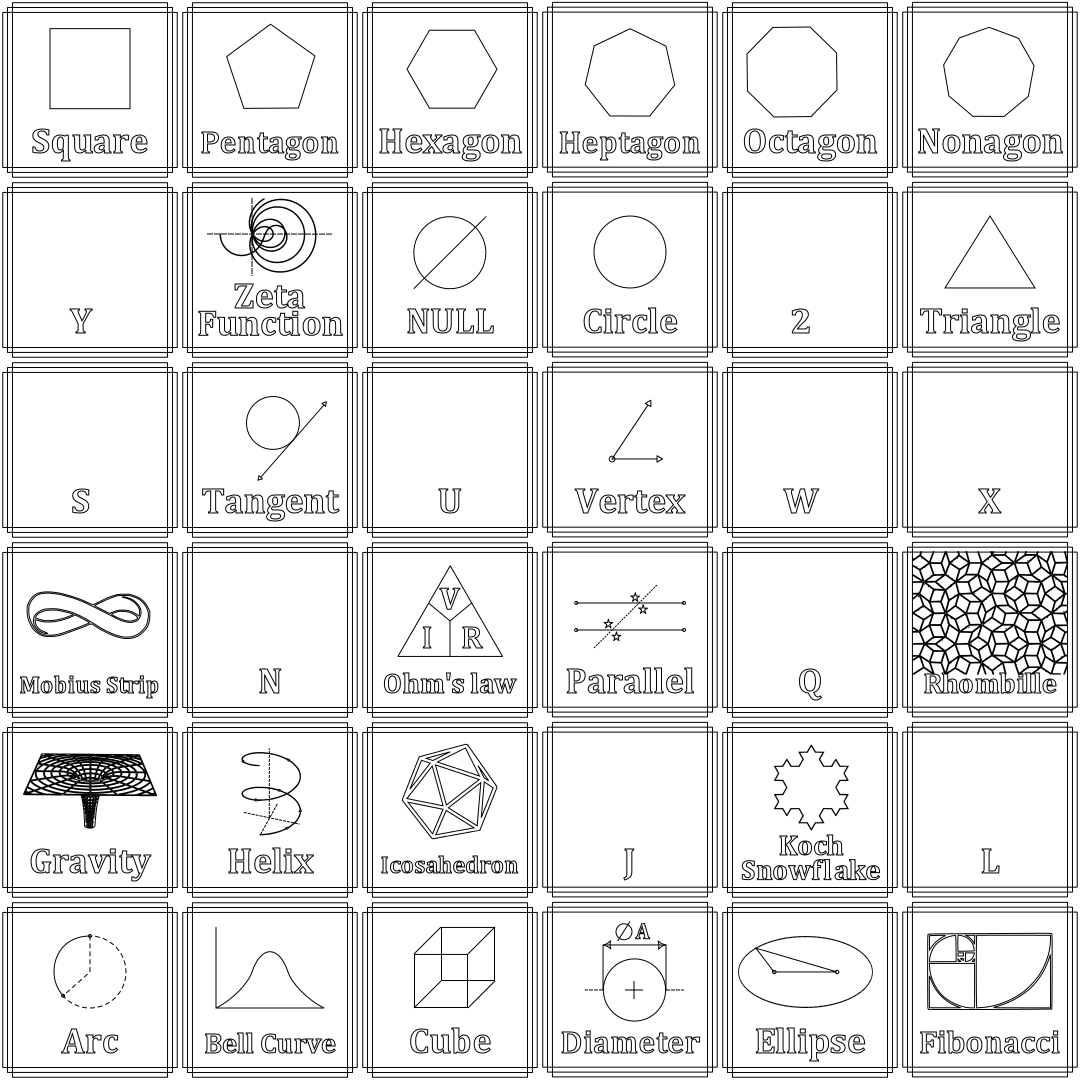 Square
Pentagon
Hexagon
Heptagon
Octagon
Nonagon
Y
Zeta
Function
NULL
Circle
2
Triangle
S
Tangent
U
Vertex
W
X
Mobius Strip
N
V
I R
Ohm's law
Parallel
Q
Rhombille
Gravity
Helix
Icosahedron
J
Koch
Snowflake
L
Arc
Bell Curve
Cube
∅A
Diameter
Ellipse
Fibonacci